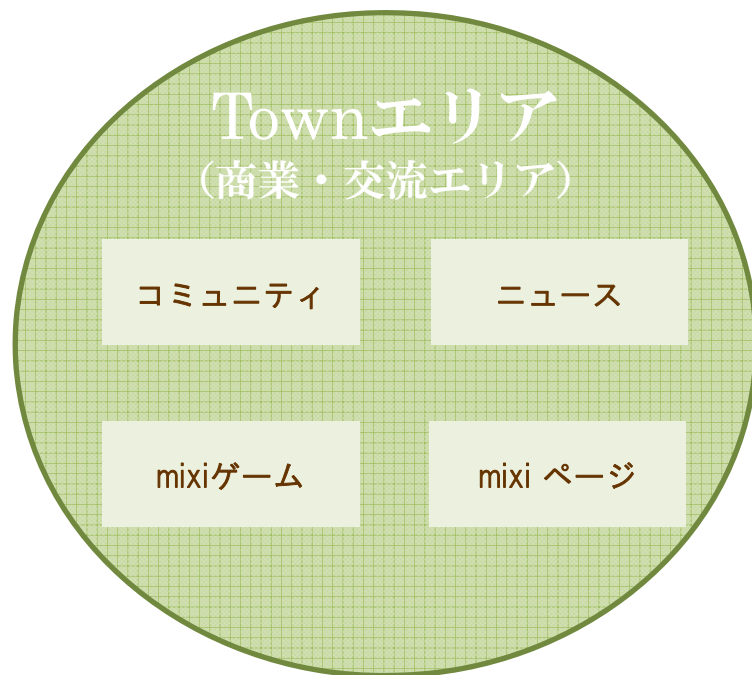 Townエリア
（商業・交流エリア）
コミュニティ
ニュース
mixiゲーム
mixi ページ